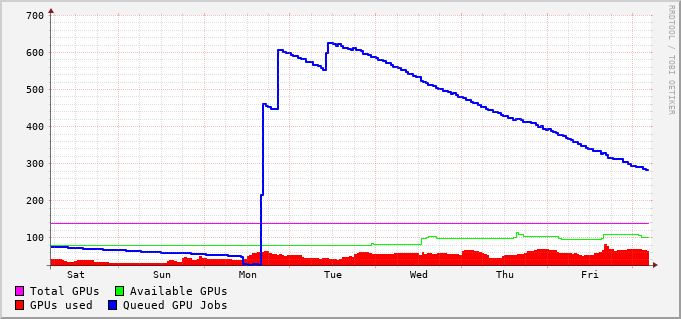 700
600
500
400
300
200
100
Sat Sun Mon Tue Wed Thu Fri
Total GPUs Available GPUs
GPUs used Queued GPU Jobs
RRDTOOL / TOBI OETIKER